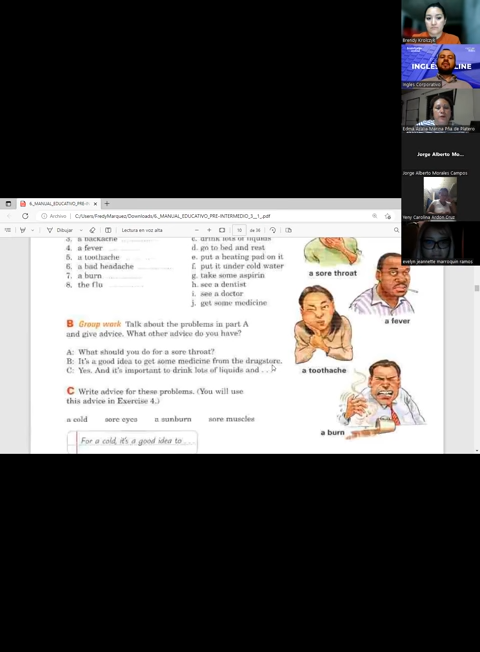 Brendy Krolczyk
INGLES ONLINE
Ingles Corporativo
Edena Arazia Marina Pila de Platero
Jorge Alberto Mo...
Jorge Alberto Morales Campos
Yeny Carolina Ardon Cruz
evelyn jeannette marroquin ramos
6_MANUAL_EDUCATIVO_PRE-IN
Archivo
C:/Users/FredyMarquez/Downloads/6_MANUAL_EDUCATIVO_PRE-INTERMEDIO_5__1_.pdf
Dibujar
Lectura en voz alta
10
de 36
3. a backache
4. a fever
5. a toothache
6. a bad headache
7. a burn
8. the flu
c. drink lots of liquids
d. go to bed and rest
e. put a heating pad on it
f. put it under cold water
g. take some aspirin
h. see a dentist
i. see a doctor
j. get some medicine
a sore throat
a fever
B Group work Talk about the problems in part A
and give advice. What other advice do you have?
A: What should you do for a sore throat?
B: It's a good idea to get some medicine from the drugstore.
C: Yes. And it's important to drink lots of liquids and . . .
a toothache
C Write advice for these problems. (You will use
this advice in Exercise 4.)
a cold sore eyes a sunburn sore muscles
a burn
For a cold, it's a good idea to . . .